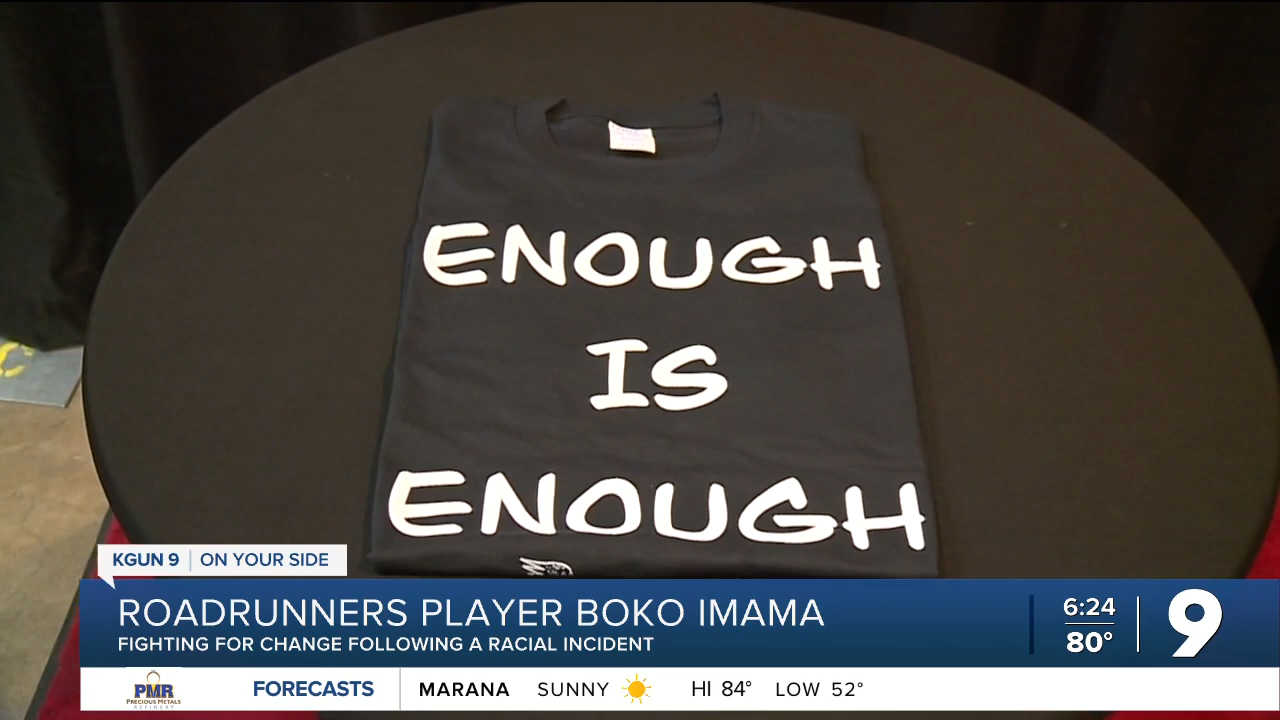 ENOUGH
IS
ENOUGH
KGUN 9 | ON YOUR SIDE
ROADRUNNERS PLAYER BOKO IMAMA
FIGHTING FOR CHANGE FOLLOWING A RACIAL INCIDENT
6:24
80°
9
PMR
PRECIOUS METALS
REFINERY
FORECASTS
MARANA SUNNY HI 84° LOW 52°